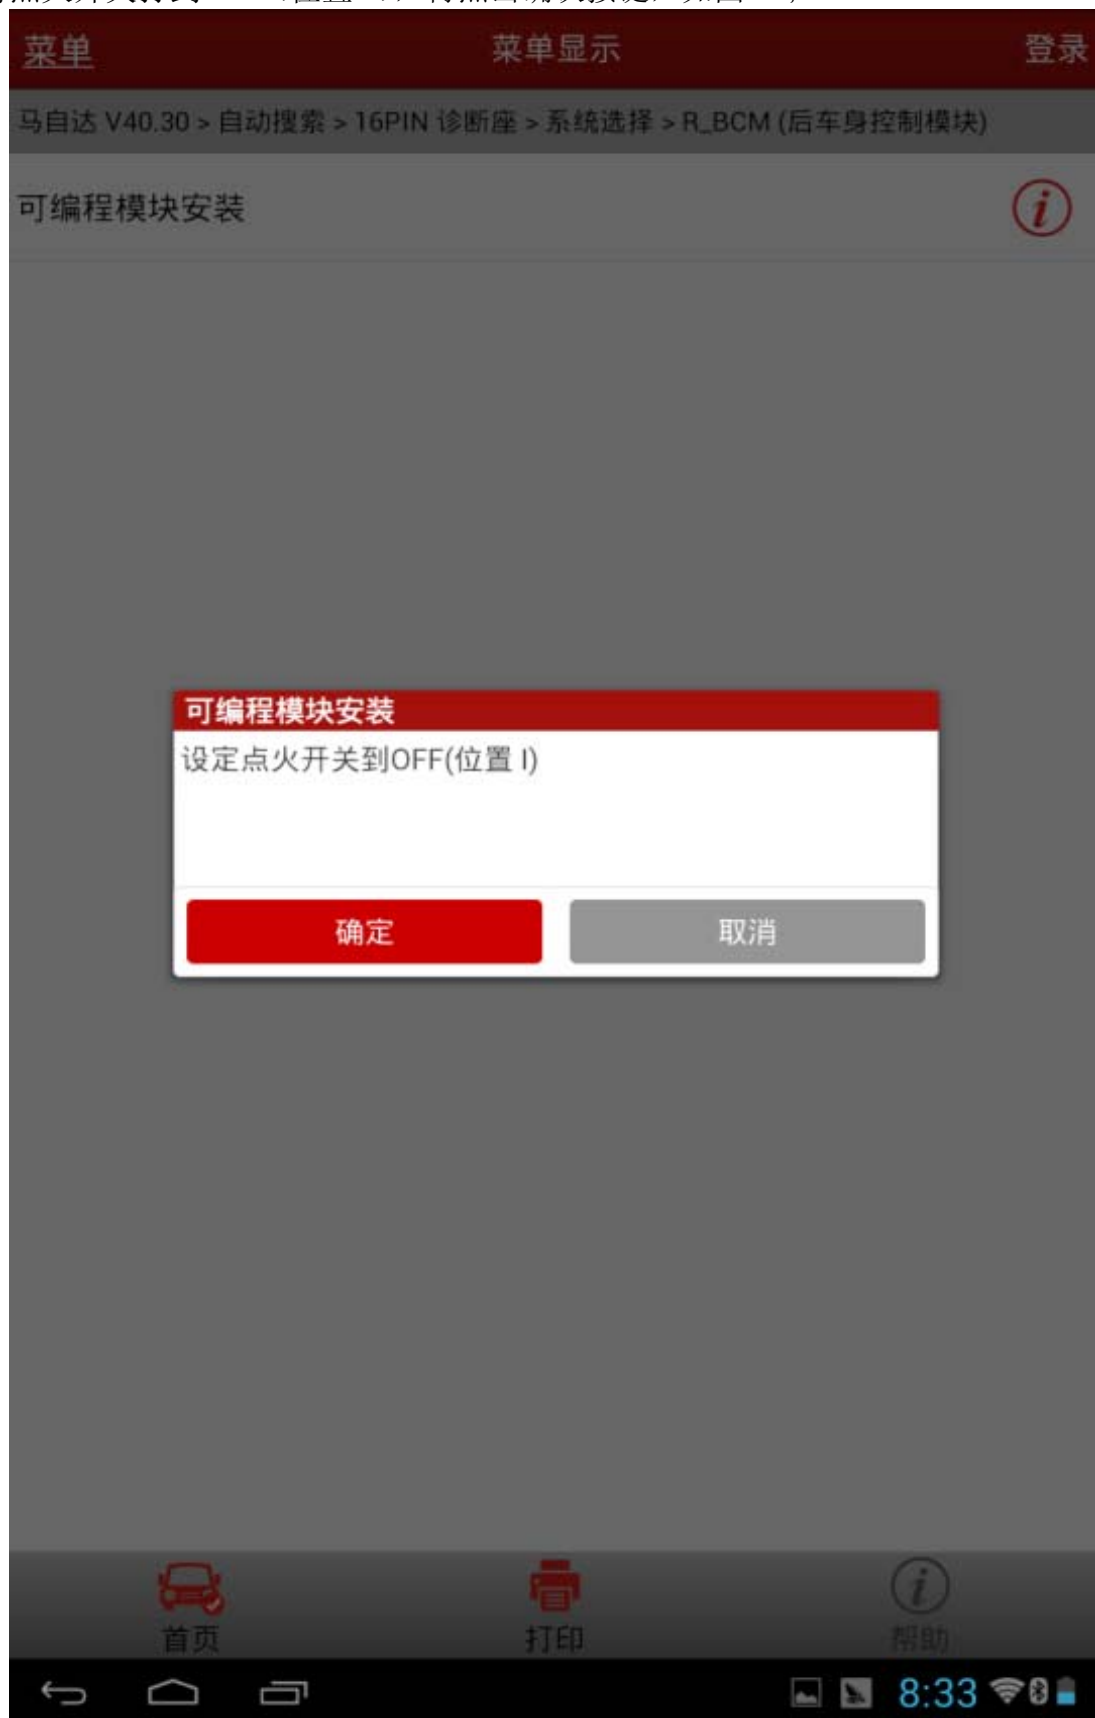 菜单 菜单显示 登录
马自达 V40.30 > 自动搜索 > 16PIN 诊断座 > 系统选择 > R_BCM (后车身控制模块)
可编程模块安装
可编程模块安装
设定点火开关到OFF(位置 I)
确定 取消
首页 打印 帮助
8:33